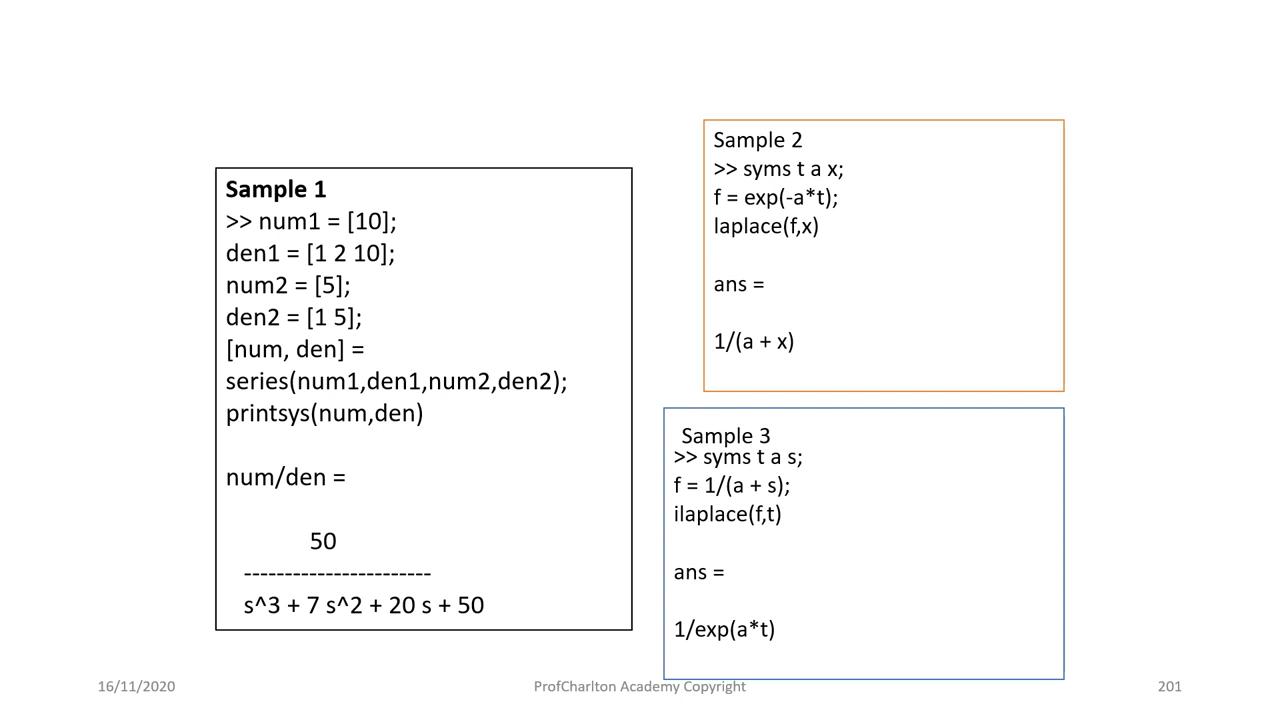 Sample 1
>> num1 = [10];
den1 = [1 2 10];
num2 = [5];
den2 = [1 5];
[num, den] =
series(num1,den1,num2,den2);
printsys(num,den)
num/den =
50
-----------------------
s^3 + 7 s^2 + 20 s + 50
Sample 2
>> syms t a x;
f = exp(-a*t);
laplace(f,x)
ans =
1/(a + x)
Sample 3
>> syms t a s;
f = 1/(a + s);
ilaplace(f,t)
ans =
1/exp(a*t)
16/11/2020
ProfCharlton Academy Copyright
201